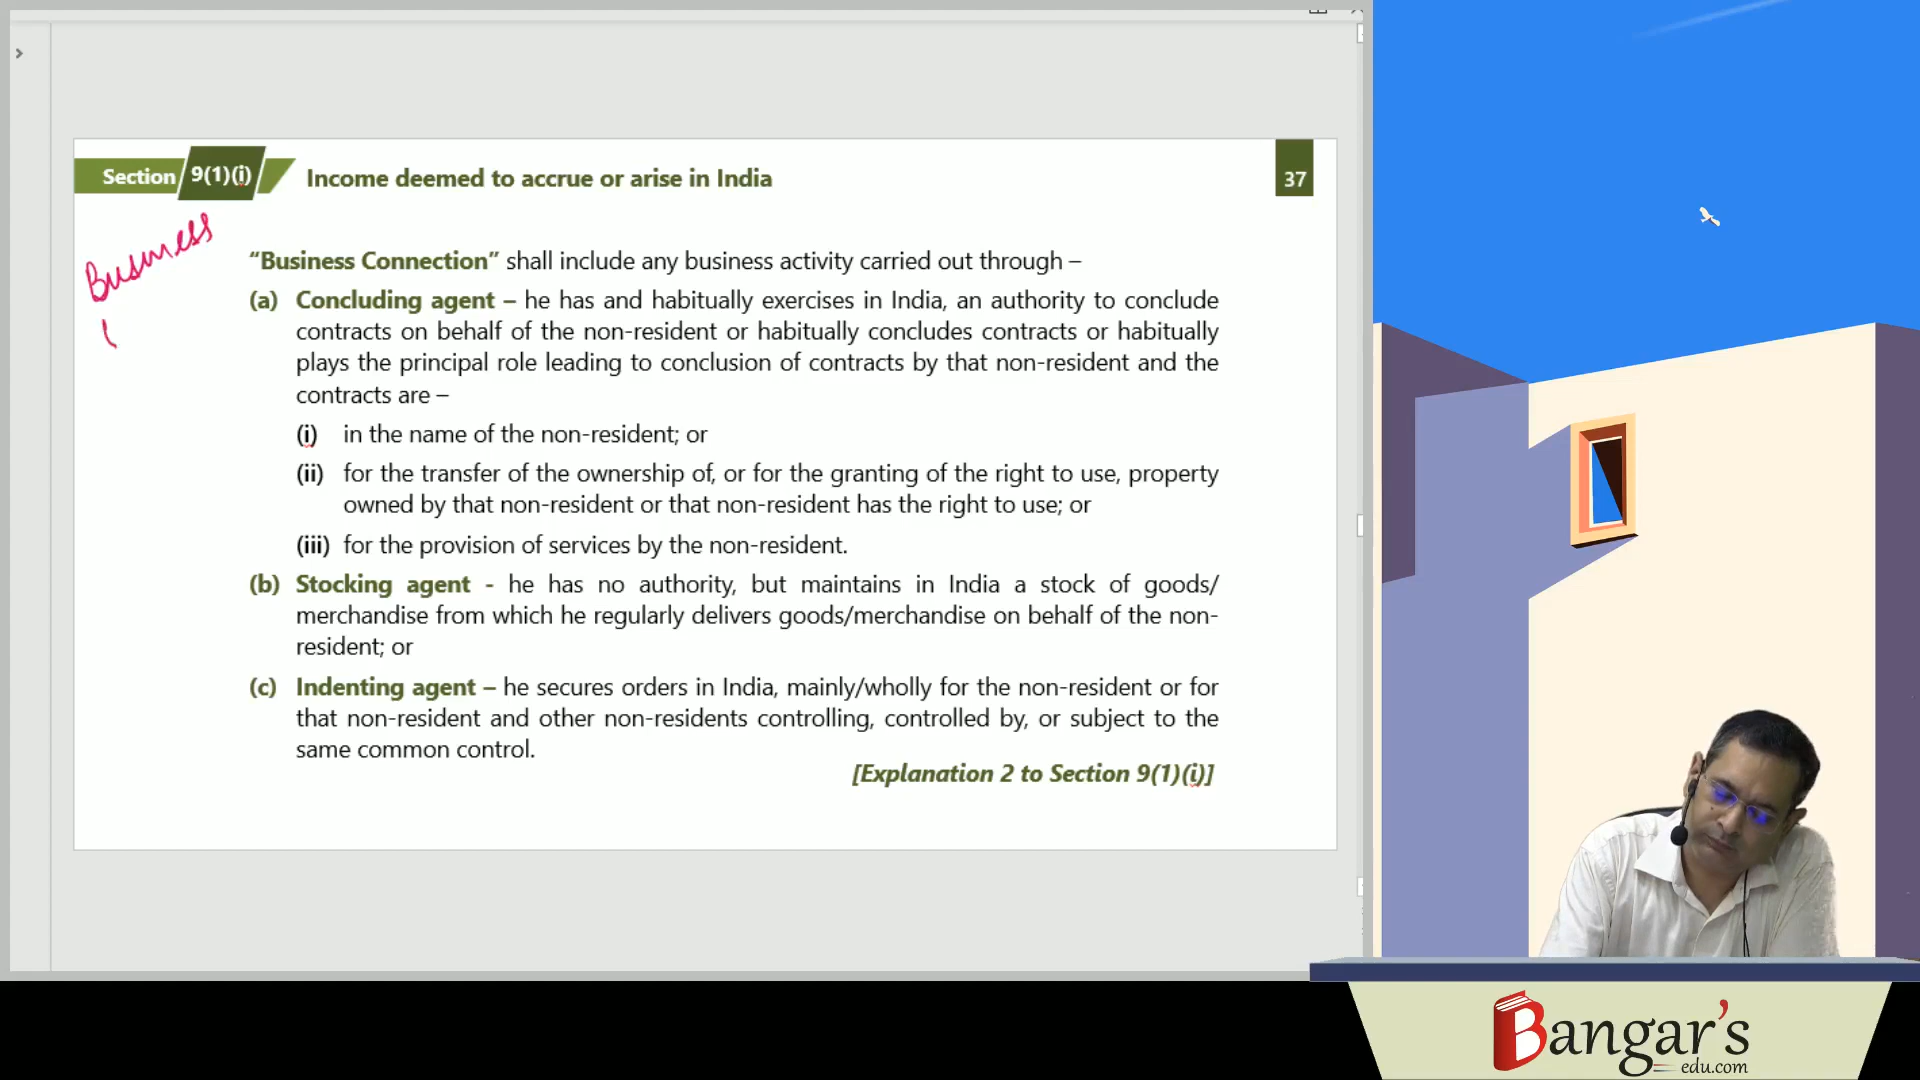 Section 9(1)(i) Income deemed to accrue or arise in India 37
Business
(
“Business Connection” shall include any business activity carried out through –
(a) Concluding agent – he has and habitually exercises in India, an authority to conclude
contracts on behalf of the non-resident or habitually concludes contracts or habitually
plays the principal role leading to conclusion of contracts by that non-resident and the
contracts are –
(i) in the name of the non-resident; or
(ii) for the transfer of the ownership of, or for the granting of the right to use, property
owned by that non-resident or that non-resident has the right to use; or
(iii) for the provision of services by the non-resident.
(b) Stocking agent - he has no authority, but maintains in India a stock of goods/
merchandise from which he regularly delivers goods/merchandise on behalf of the non-
resident; or
(c) Indenting agent – he secures orders in India, mainly/wholly for the non-resident or for
that non-resident and other non-residents controlling, controlled by, or subject to the
same common control.
[Explanation 2 to Section 9(1)(i)]
Bangar's
edu.com